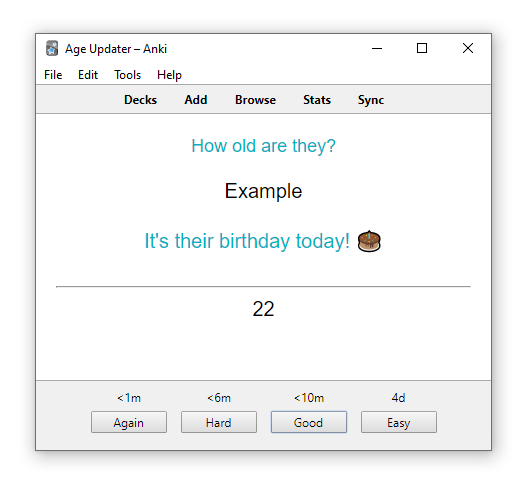 Age Updater – Anki
File Edit Tools Help
Decks Add Browse Stats Sync
How old are they?
Example
It's their birthday today! 🎂
22
<1m <6m <10m 4d
Again Hard Good Easy